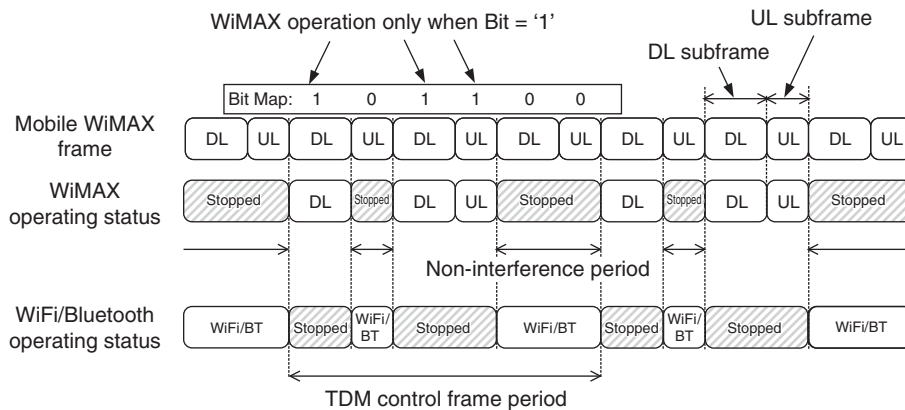 WiMAX operation only when Bit = ‘1’
UL subframe
DL subframe
Bit Map: 1 0 1 1 0 0
Mobile WiMAX
frame
DL UL DL UL DL UL DL UL DL UL DL UL DL UL
WiMAX
operating status
Stopped DL Stopped DL UL Stopped DL Stopped DL UL Stopped
Non-interference period
WiFi/Bluetooth
operating status
WiFi/BT Stopped WiFi/
BT Stopped WiFi/BT Stopped WiFi/
BT Stopped WiFi/BT
TDM control frame period